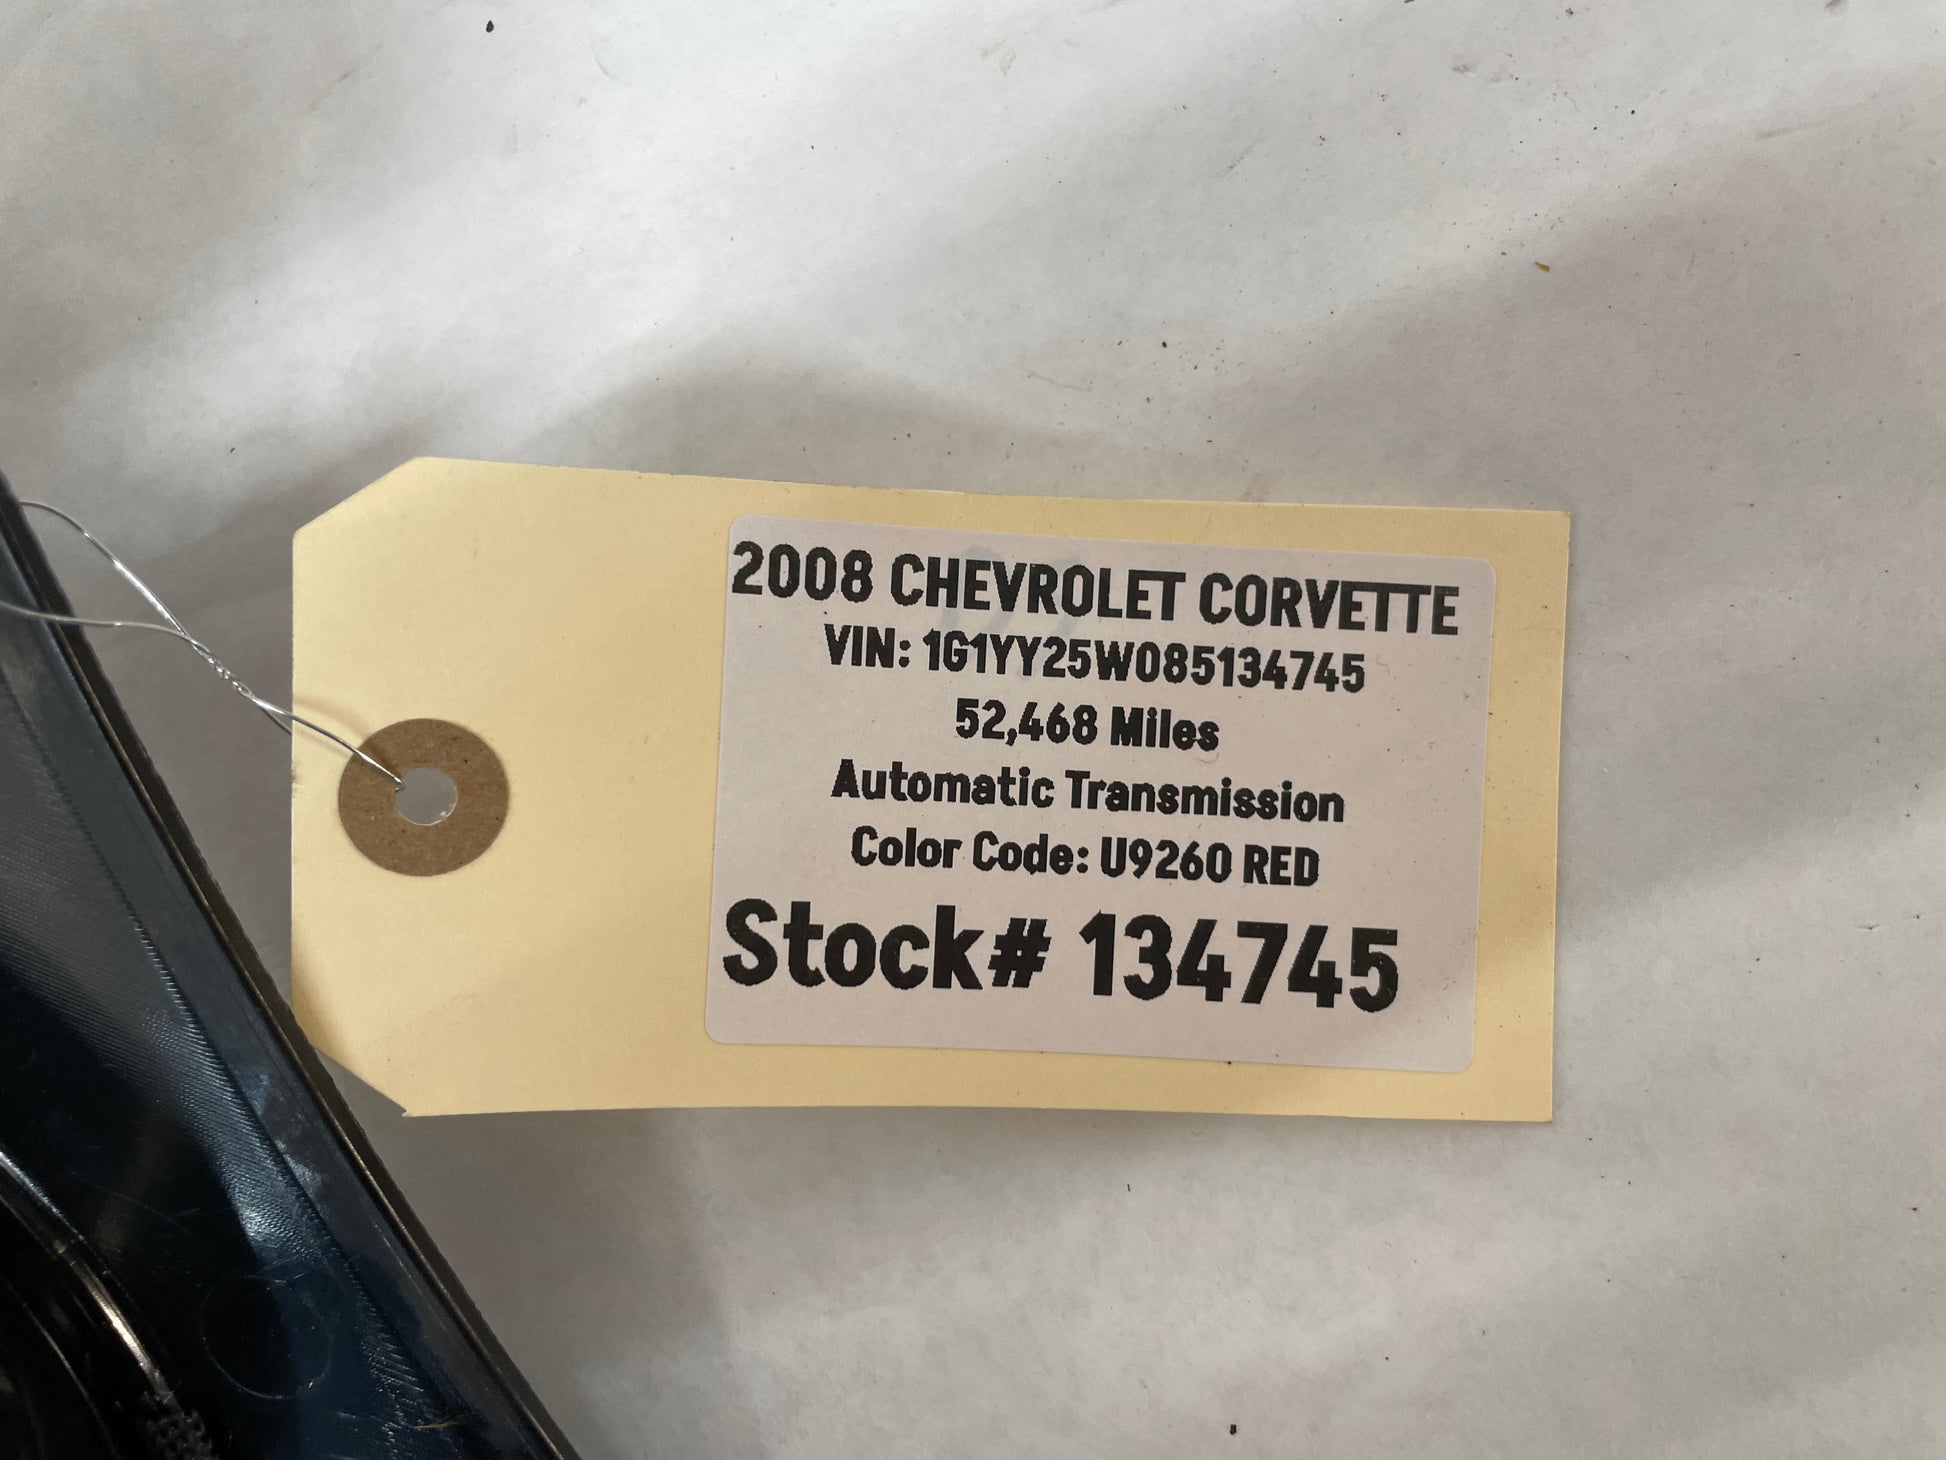 2008 CHEVROLET CORVETTE
VIN: 1G1YY25W085134745
52,468 Miles
Automatic Transmission
Color Code: U9260 RED
Stock# 134745